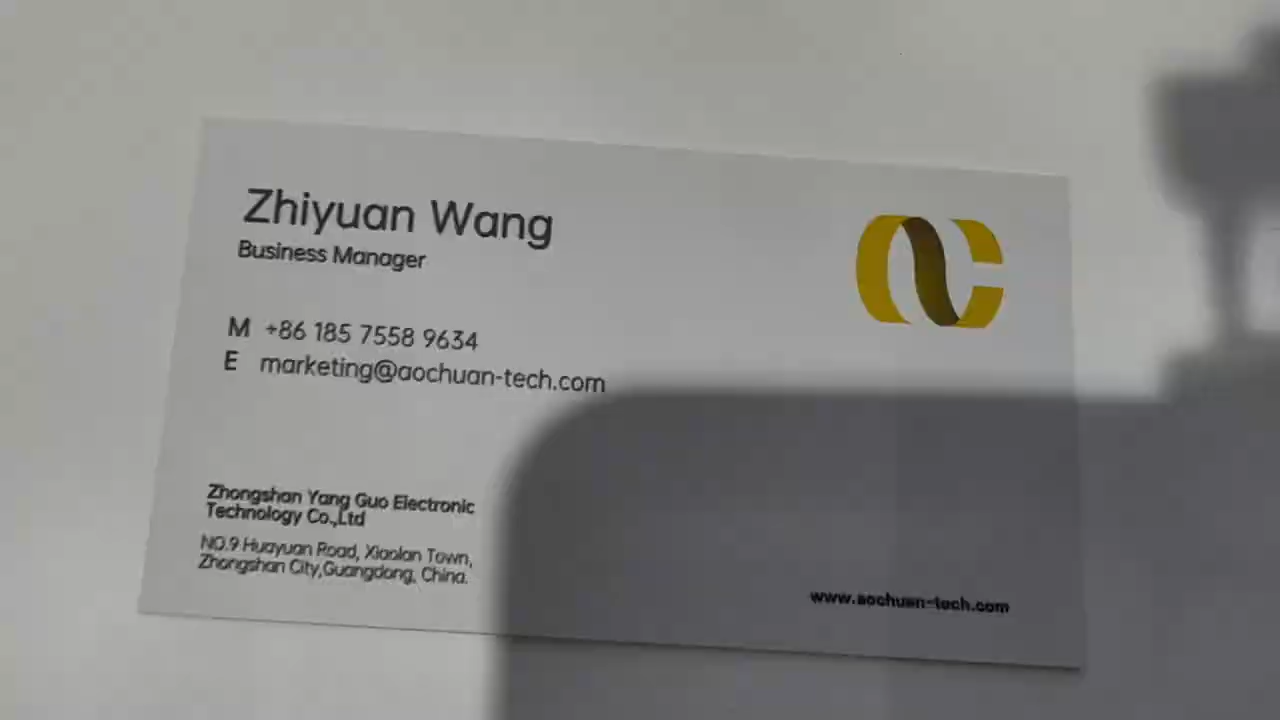 Zhiyuan Wang
Business Manager
M +86 185 7558 9634
E marketing@aochuan-tech.com
Zhongshan Yang Guo Electronic
Technology Co.,Ltd
NO.9 Huayuan Road, Xiaolan Town,
Zhongshan City,Guangdong, China.
www.aochuan-tech.com